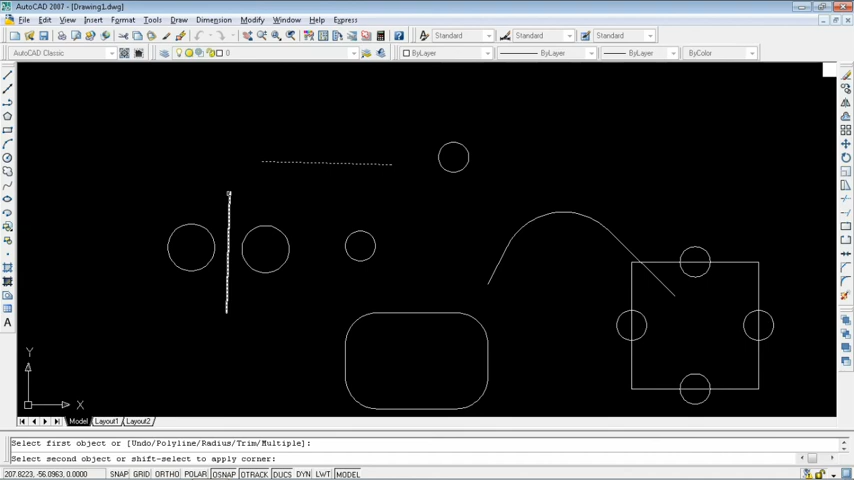 AutoCAD 2007 - [Drawing1.dwg]
File Edit View Insert Format Tools Draw Dimension Modify Window Help Express
Standard Standard Standard
AutoCAD Classic 0 ByLayer ByLayer ByLayer ByColor
Y
X
A
Model Layout1 Layout2
Select first object or [Undo/Polyline/Radius/Trim/Multiple]:
Select second object or shift-select to apply corner:
207.8223, -56.0963, 0.0000 SNAP GRID ORTHO POLAR OSNAP OTRACK DUCS DYN LWT MODEL